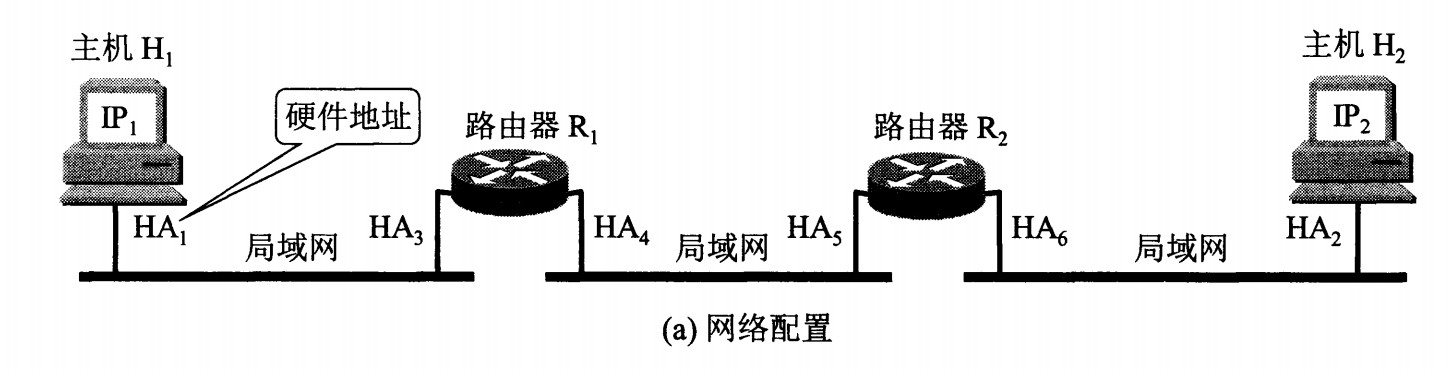 主机 H₁
主机 H₂
IP₁
硬件地址
路由器 R₁
路由器 R₂
IP₂
HA₁
局域网
HA₃
HA₄
局域网
HA₅
HA₆
局域网
HA₂
(a) 网络配置